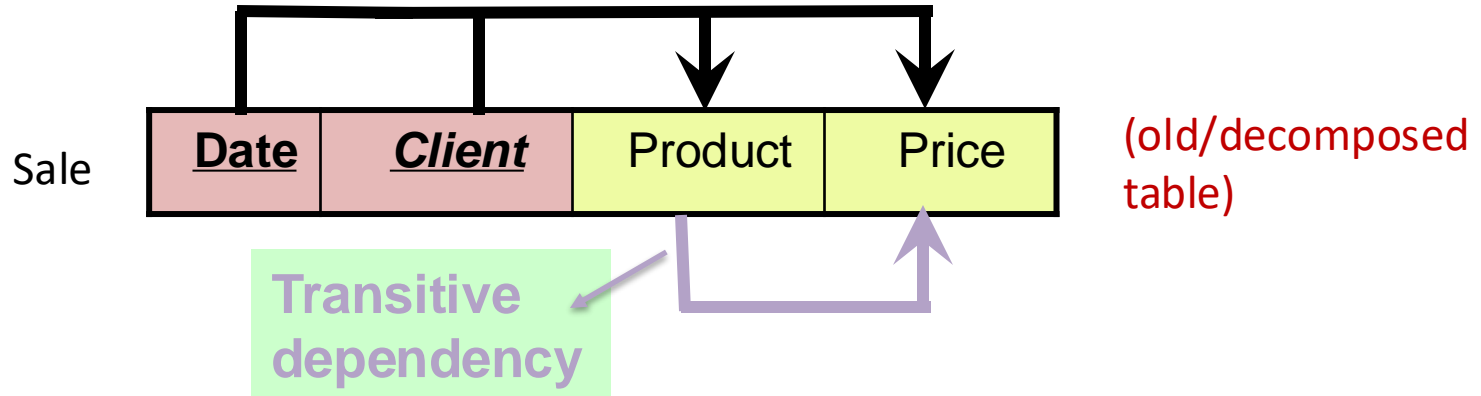 Sale
Date Client Product Price
(old/decomposed
table)
Transitive
dependency